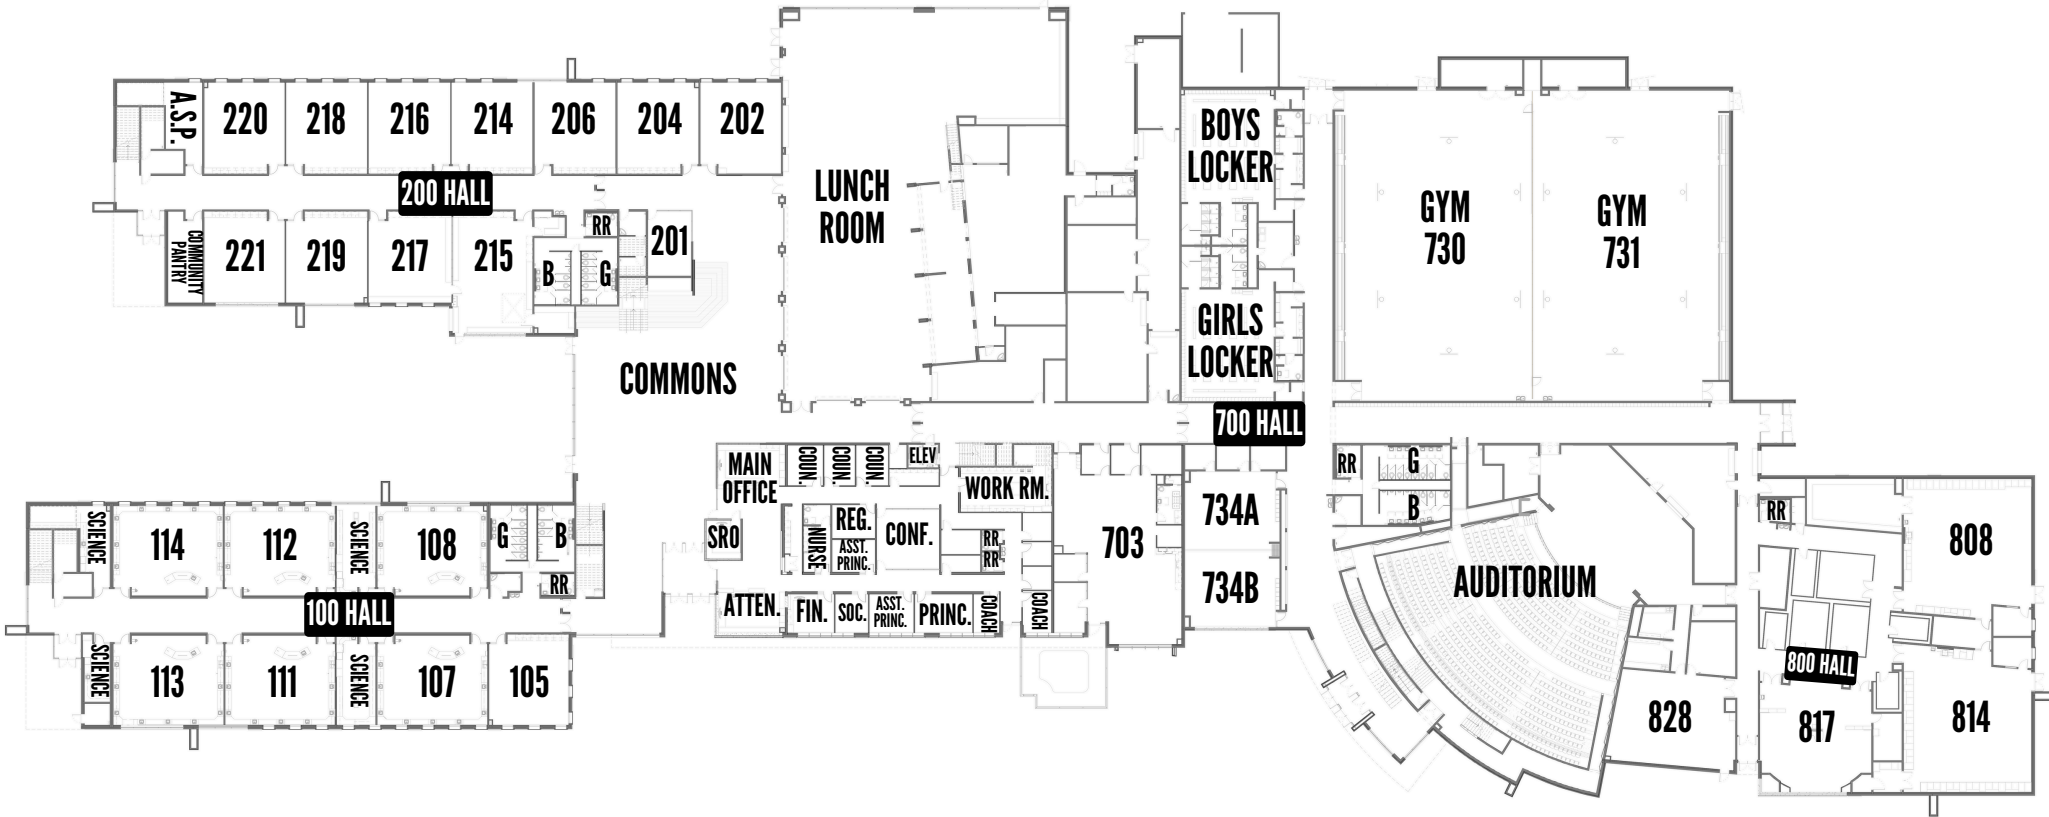 A.S.P.
220
218
216
214
206
204
202
200 HALL
COMMUNITY
PANTRY
221
219
217
215
B
RR
G
201
LUNCH
ROOM
COMMONS
BOYS
LOCKER
GIRLS
LOCKER
GYM
730
GYM
731
700 HALL
MAIN
OFFICE
COUN.
COUN.
COUN.
ELEV
WORK RM.
SRO
NURSE
REG.
ASST.
PRINC.
CONF.
RR
RR
ATTEN.
FIN.
SOC.
ASST.
PRINC.
PRINC.
COACH
COACH
703
734A
734B
RR
G
B
AUDITORIUM
RR
808
800 HALL
828
817
814
SCIENCE
114
112
SCIENCE
108
G
B
RR
100 HALL
SCIENCE
113
111
SCIENCE
107
105